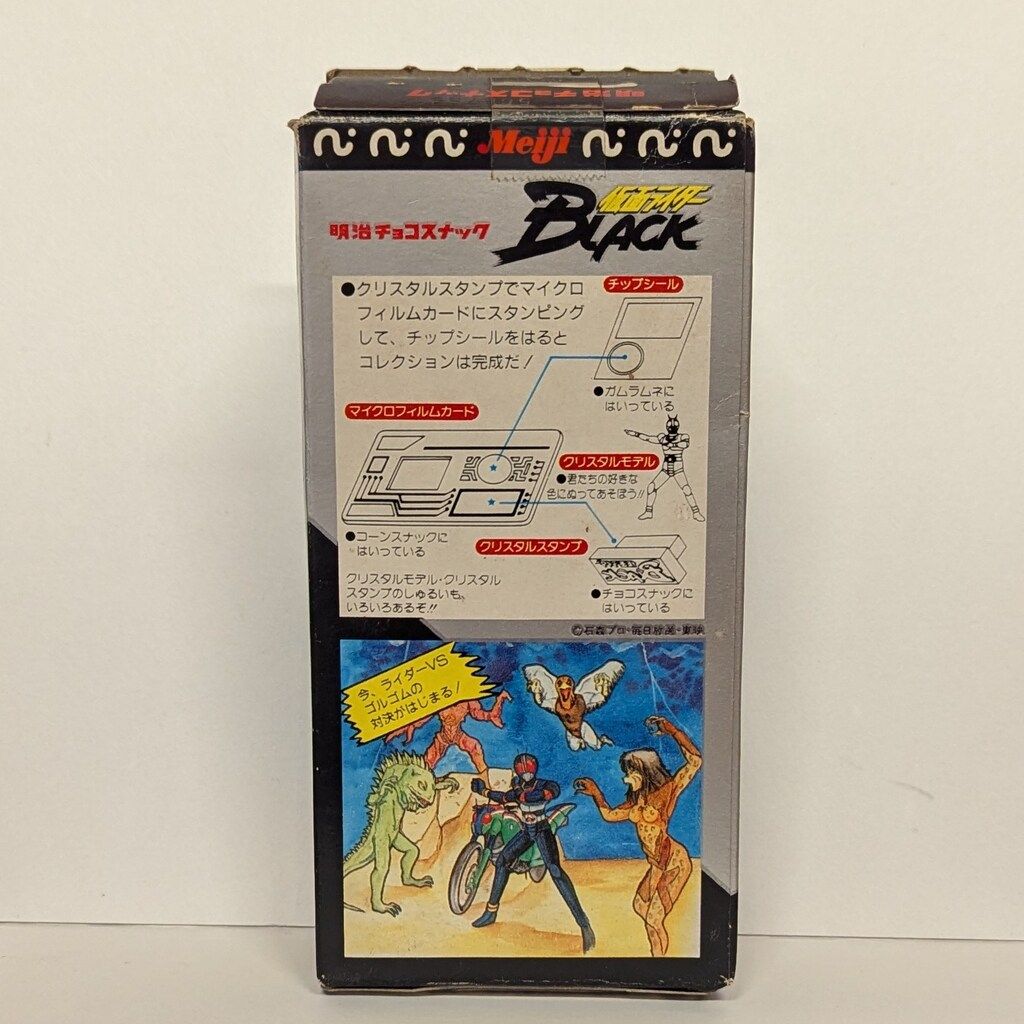 明治チョコスナック
Meiji
仮面ライダー
BLACK
明治チョコスナック
●クリスタルスタンプでマイクロ
フィルムカードにスタンピング
して、チップシールをはると
コレクションは完成だ!
チップシール
●ガムラムネに
はいっている
マイクロフィルムカード
クリスタルモデル
●君たちの好きな
色にぬってあそぼう!!
●コーンスナックに
はいっている
クリスタルスタンプ
クリスタルモデル・クリスタル
スタンプのしゅるいも、
いろいろあるぞ!!
●チョコスナックに
はいっている
©石森プロ・毎日放送・東映
今、ライダーVS
ゴルゴムの
対決がはじまる!